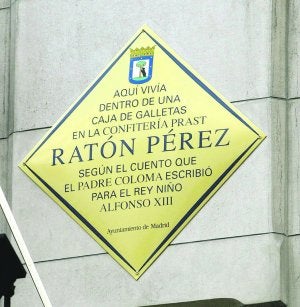 AQUÍ VIVÍA
DENTRO DE UNA
CAJA DE GALLETAS
EN LA CONFITERÍA PRAST
RATÓN PÉREZ
SEGÚN EL CUENTO QUE
EL PADRE COLOMA ESCRIBIÓ
PARA EL REY NIÑO
ALFONSO XIII
Ayuntamiento de Madrid